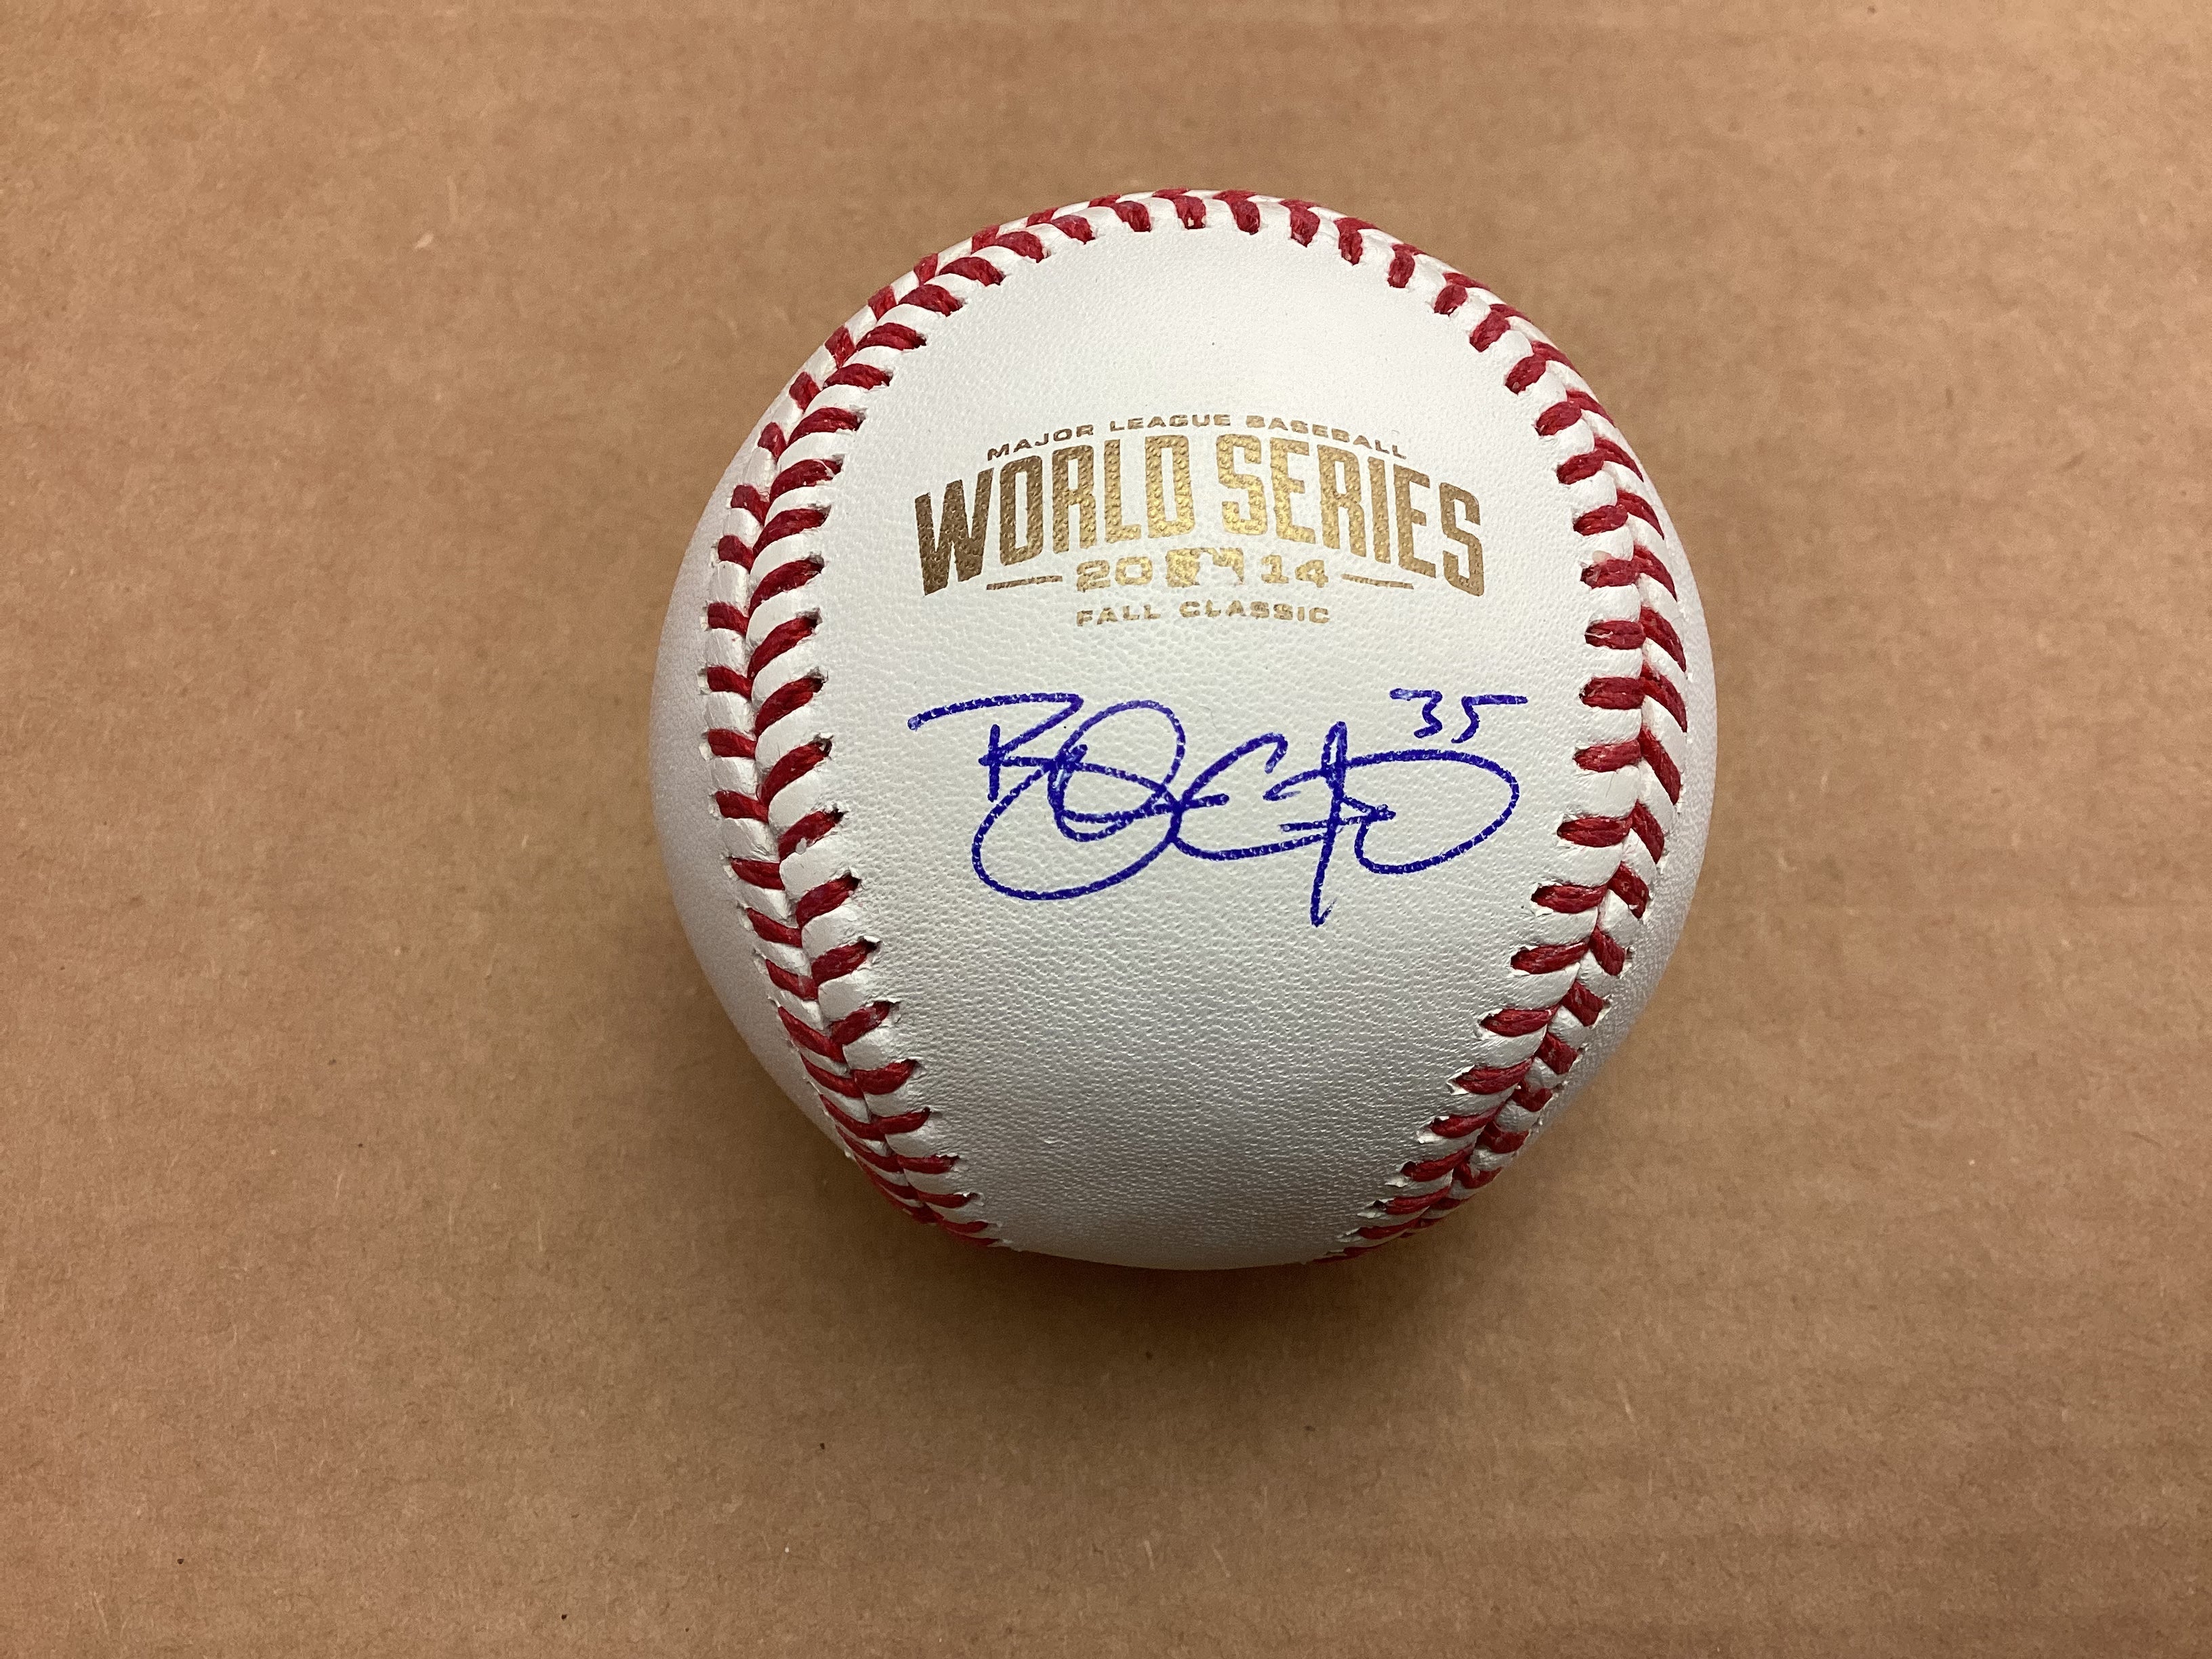 MAJOR LEAGUE BASEBALL
WORLD SERIES
20 14
FALL CLASSIC
35